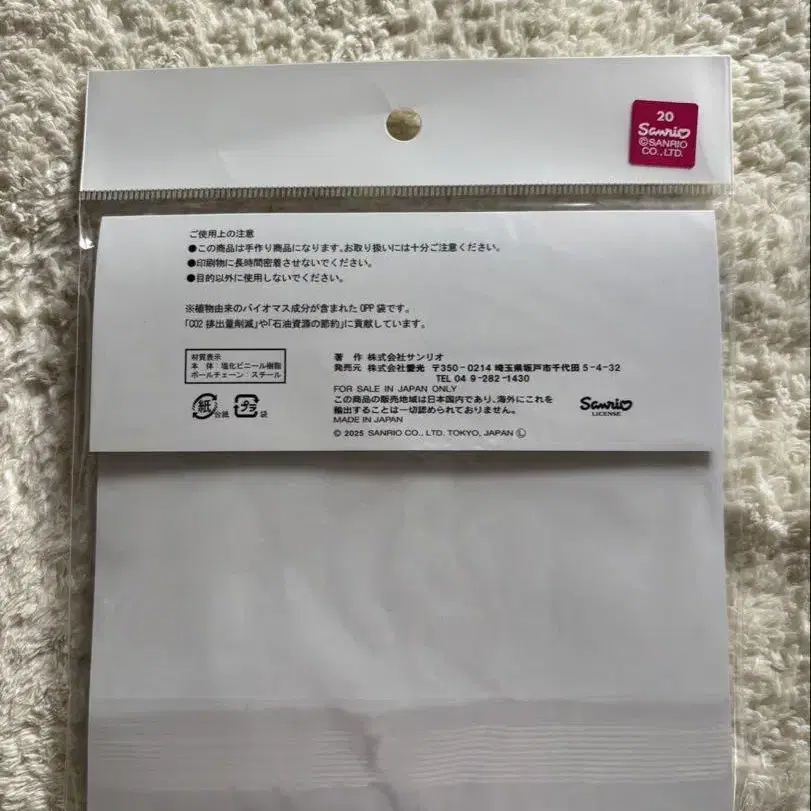 20
Sanrio
©SANRIO
CO.,LTD.
ご使用上の注意
●この商品は手作り商品になります。お取り扱いには十分ご注意ください。
●印刷物に長時間密着させないでください。
●目的以外に使用しないでください。
※植物由来のバイオマス成分が含まれたOPP袋です。
「CO2排出量削減」や「石油資源の節約」に貢献しています。
材質表示
本 体：塩化ビニール樹脂
ボールチェーン：スチール
紙 台紙
プラ 袋
著 作 株式会社サンリオ
発売元 株式会社愛光 〒350-0214 埼玉県坂戸市千代田5-4-32
TEL 04 9-282-1430
FOR SALE IN JAPAN ONLY
この商品の販売地域は日本国内であり、海外にこれを
輸出することは一切認められておりません。
MADE IN JAPAN
© 2025 SANRIO CO., LTD. TOKYO, JAPAN Ⓛ
Sanrio
LICENSE